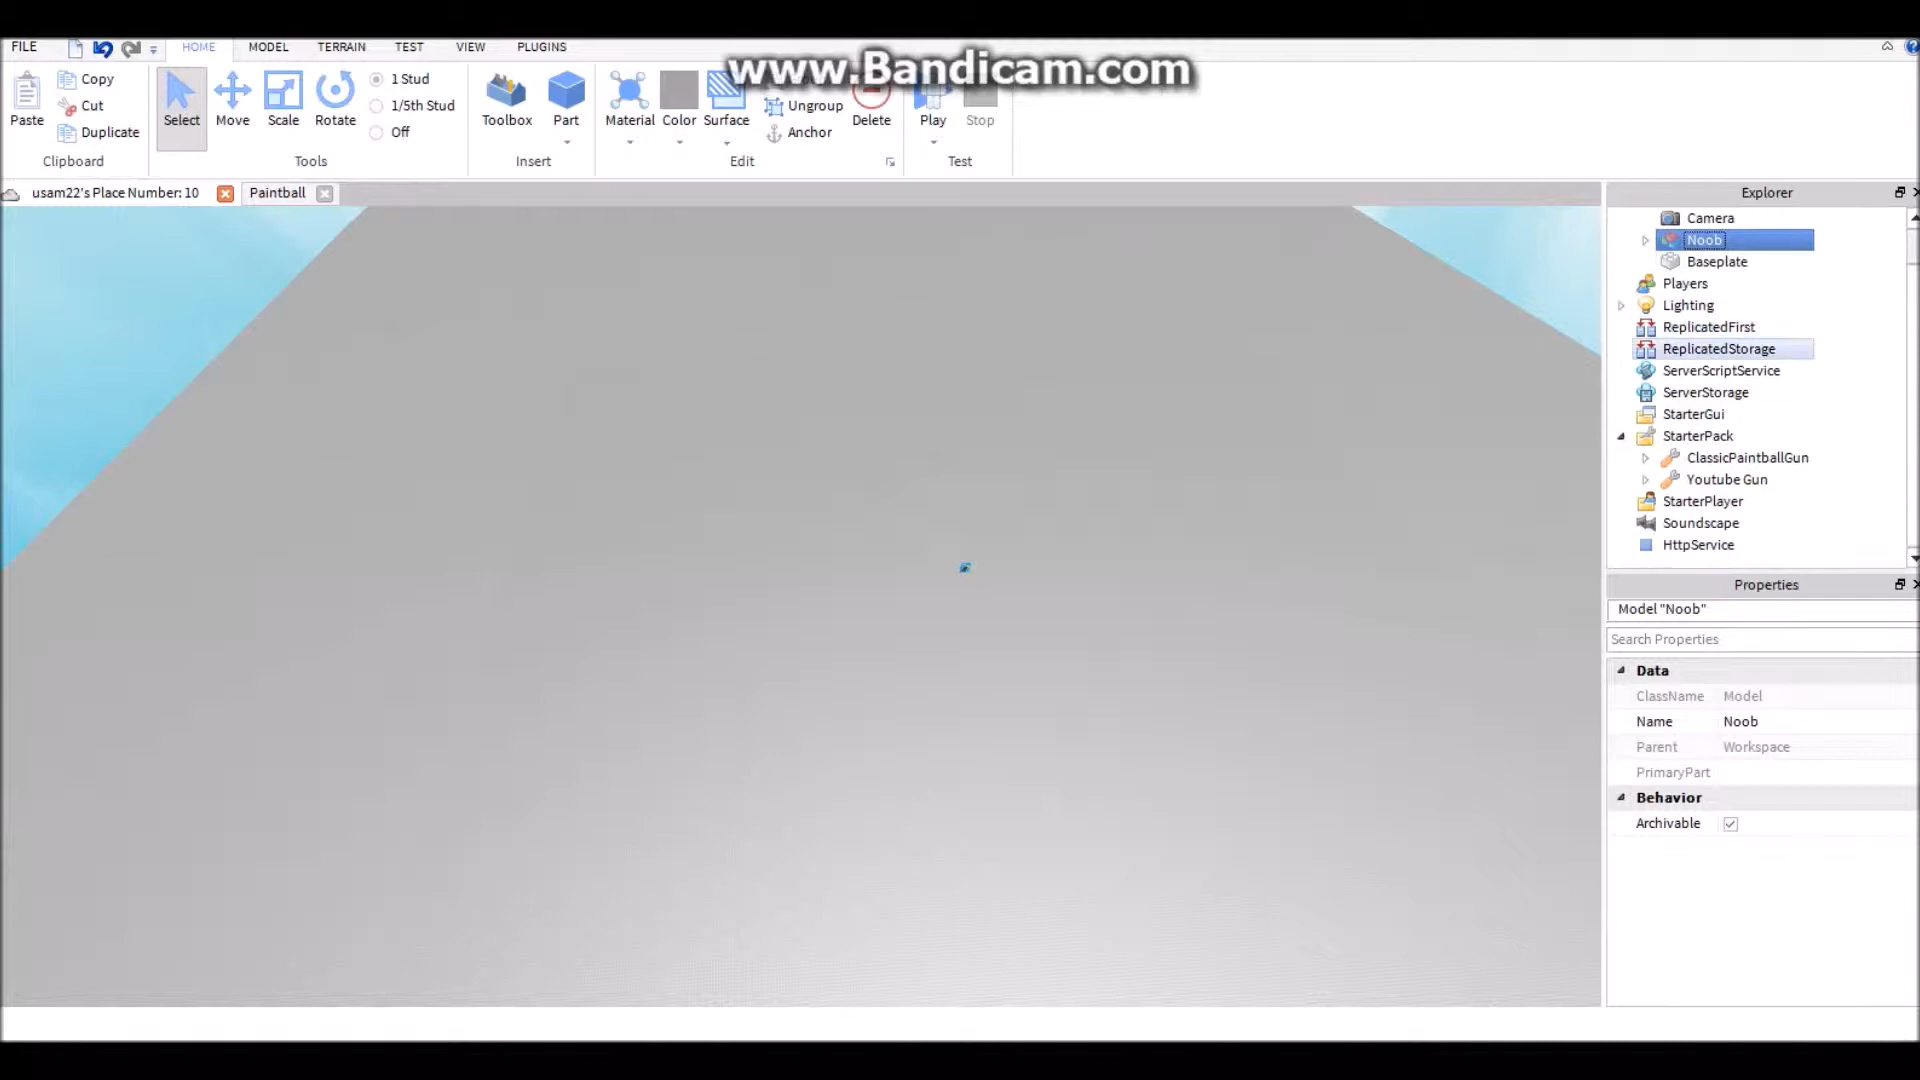 FILE HOME MODEL TERRAIN TEST VIEW PLUGINS
www.Bandicam.com
Paste
Copy
Cut
Duplicate
Clipboard
Select Move Scale Rotate
1 Stud
1/5th Stud
Off
Tools
Toolbox Part
Insert
Material Color Surface
Ungroup
Anchor
Delete
Edit
Play Stop
Test
usam22's Place Number: 10
Paintball
Explorer
Camera
Noob
Baseplate
Players
Lighting
ReplicatedFirst
ReplicatedStorage
ServerScriptService
ServerStorage
StarterGui
StarterPack
ClassicPaintballGun
Youtube Gun
StarterPlayer
Soundscape
HttpService
Properties
Model "Noob"
Search Properties
Data
ClassName Model
Name Noob
Parent Workspace
PrimaryPart
Behavior
Archivable